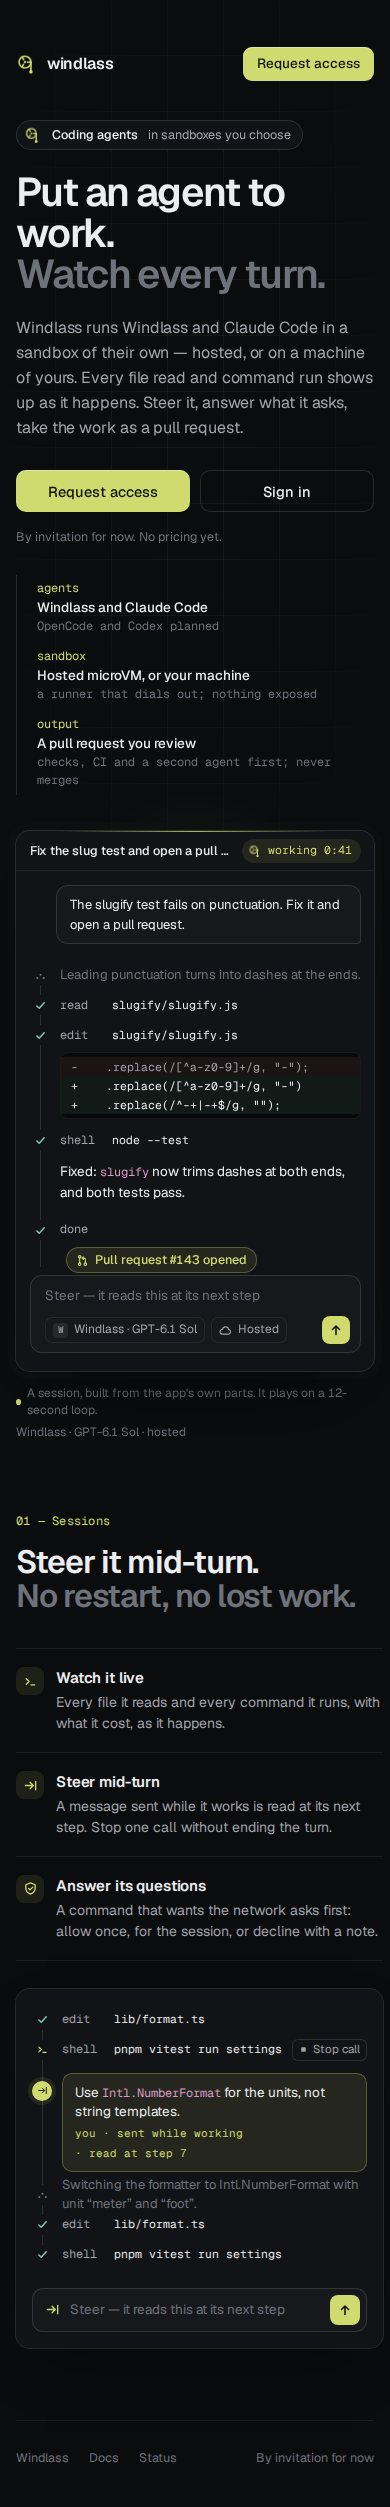 windlass
Request access
Coding agents in sandboxes you choose
Put an agent to
work.
Watch every turn.
Windlass runs Windlass and Claude Code in a
sandbox of their own — hosted, or on a machine
of yours. Every file read and command run shows
up as it happens. Steer it, answer what it asks,
take the work as a pull request.
Request access
Sign in
By invitation for now. No pricing yet.
agents
Windlass and Claude Code
OpenCode and Codex planned
sandbox
Hosted microVM, or your machine
a runner that dials out; nothing exposed
output
A pull request you review
checks, CI and a second agent first; never
merges
Fix the slug test and open a pull …
working 0:41
The slugify test fails on punctuation. Fix it and
open a pull request.
Leading punctuation turns into dashes at the ends.
read slugify/slugify.js
edit slugify/slugify.js
- .replace(/[^a-z0-9]+/g, "-");
+ .replace(/[^a-z0-9]+/g, "-")
+ .replace(/^-+|-+$/g, "");
shell node --test
Fixed: slugify now trims dashes at both ends,
and both tests pass.
done
Pull request #143 opened
Steer — it reads this at its next step
W Windlass · GPT-6.1 Sol
Hosted
A session, built from the app's own parts. It plays on a 12-
second loop.
Windlass · GPT-6.1 Sol · hosted
01 — Sessions
Steer it mid-turn.
No restart, no lost work.
Watch it live
Every file it reads and every command it runs, with
what it cost, as it happens.
Steer mid-turn
A message sent while it works is read at its next
step. Stop one call without ending the turn.
Answer its questions
A command that wants the network asks first:
allow once, for the session, or decline with a note.
edit lib/format.ts
shell pnpm vitest run settings
Stop call
Use Intl.NumberFormat for the units, not
string templates.
you · sent while working
· read at step 7
Switching the formatter to Intl.NumberFormat with
unit “meter” and “foot”.
edit lib/format.ts
shell pnpm vitest run settings
Steer — it reads this at its next step
Windlass Docs Status
By invitation for now